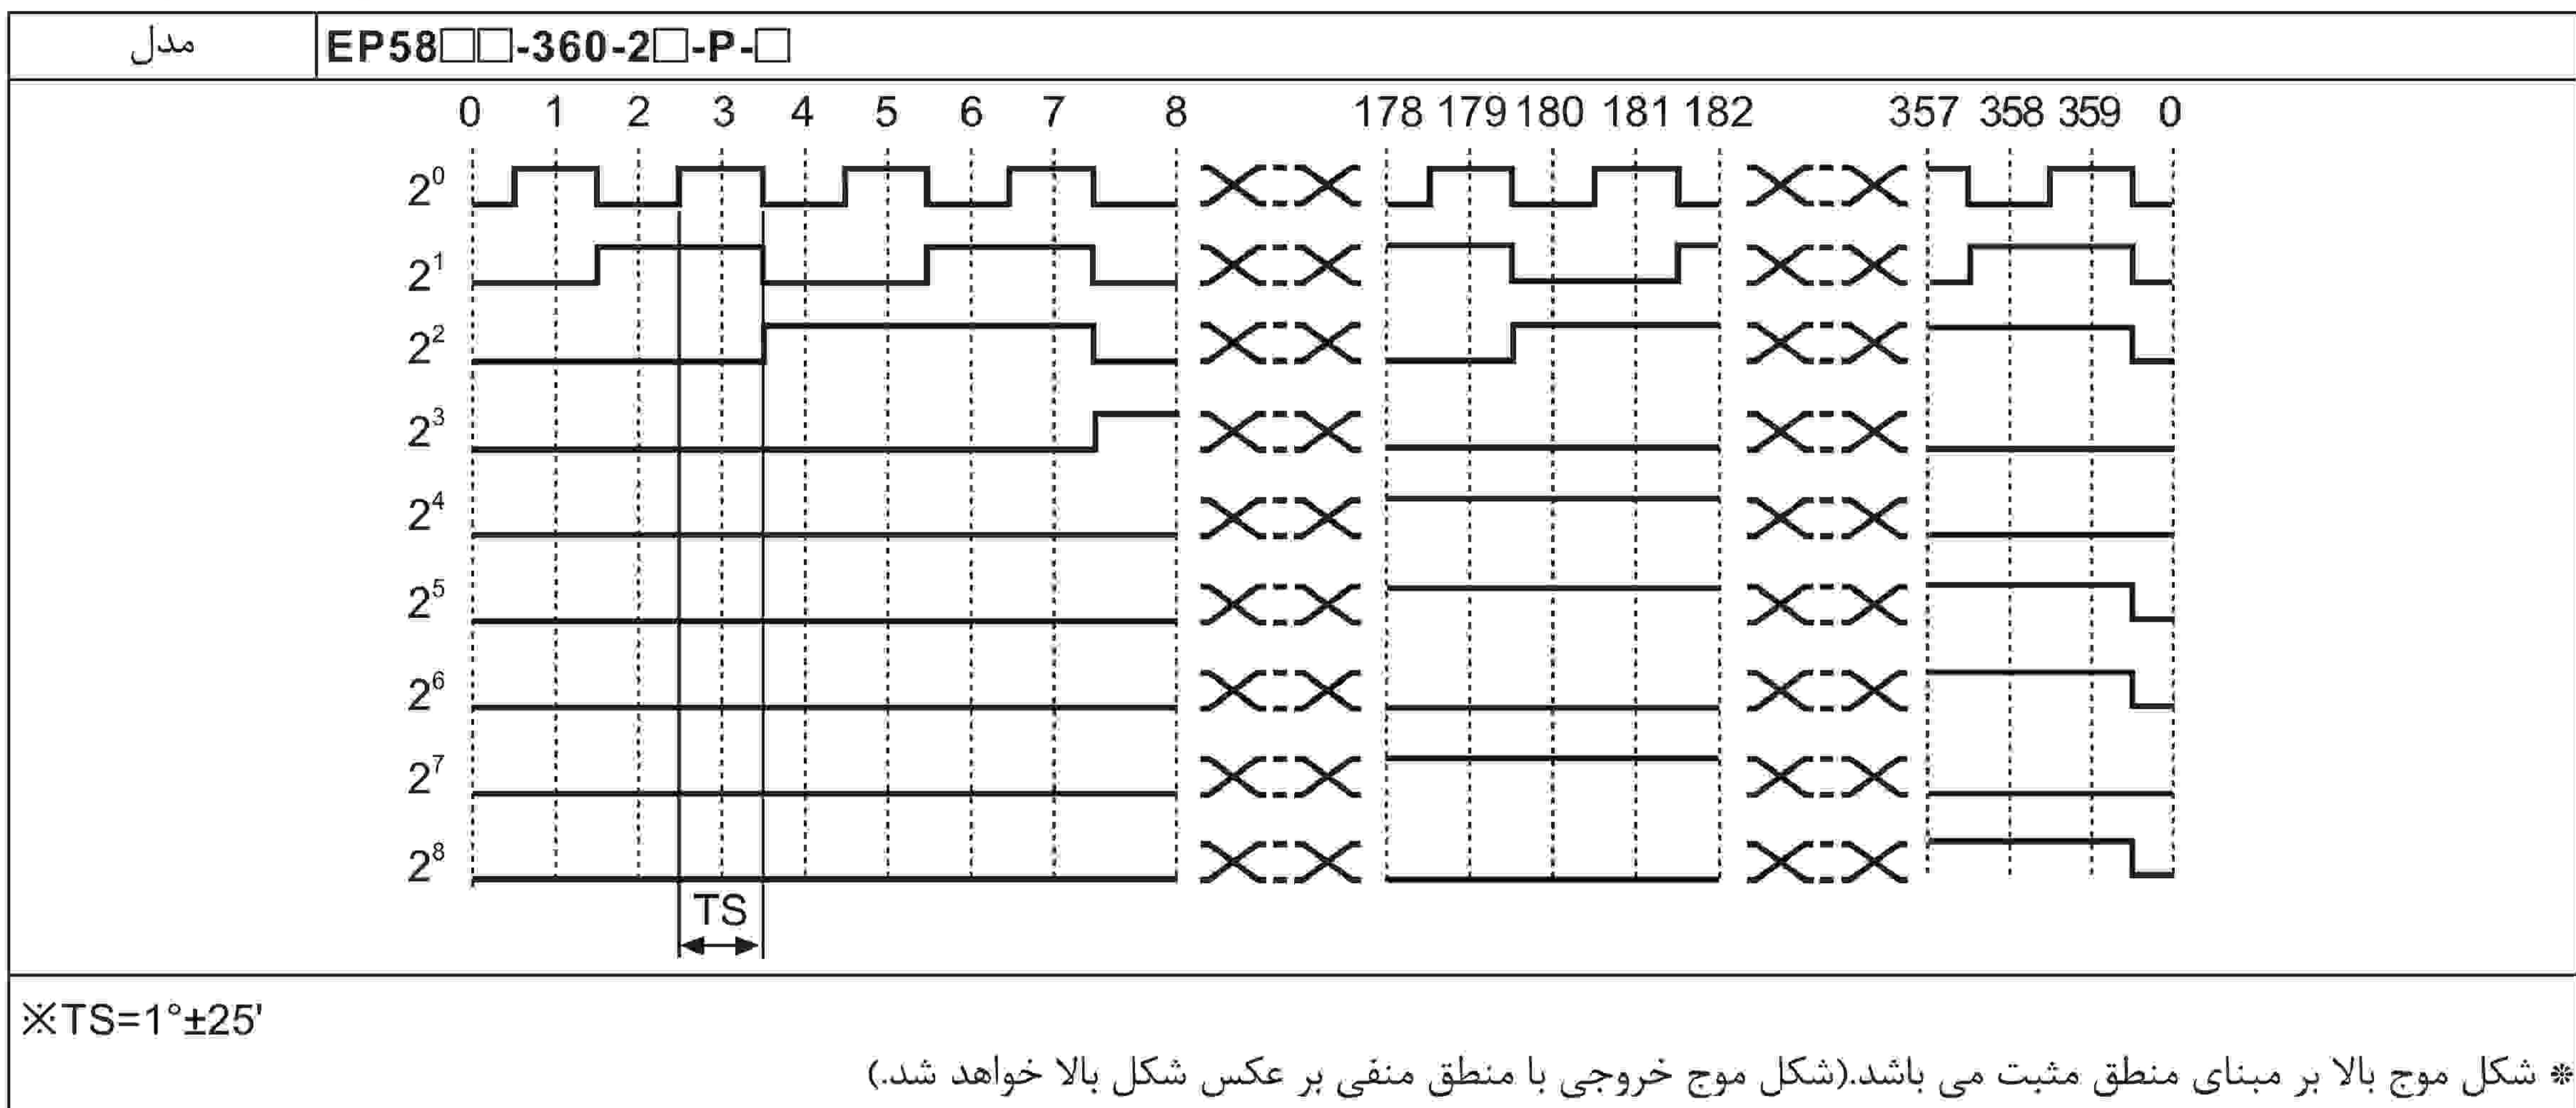 مدل
EP58□□-360-2□-P-□
0 1 2 3 4 5 6 7 8 178 179 180 181 182 357 358 359 0
2⁰
2¹
2²
2³
2⁴
2⁵
2⁶
2⁷
2⁸
TS
※TS=1°±25'
❊ شکل موج بالا بر مبنای منطق مثبت می باشد.(شکل موج خروجی با منطق منفی بر عکس شکل بالا خواهد شد.)